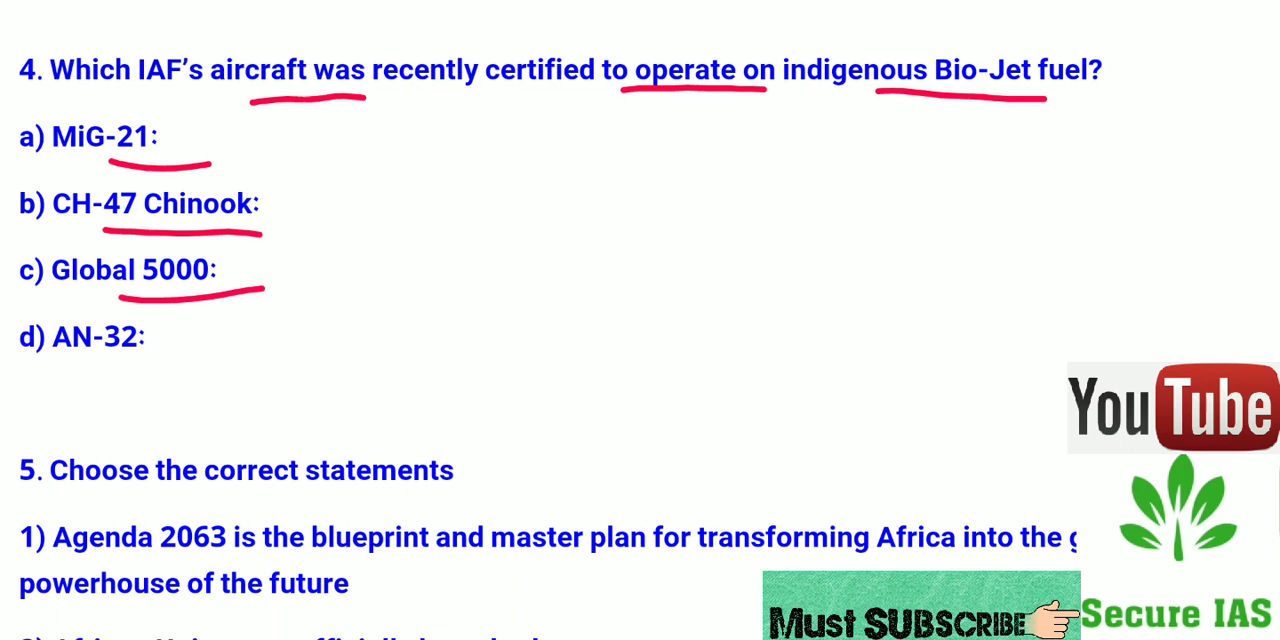 4. Which IAF’s aircraft was recently certified to operate on indigenous Bio-Jet fuel?
a) MiG-21:
b) CH-47 Chinook:
c) Global 5000:
d) AN-32:
YouTube
5. Choose the correct statements
1) Agenda 2063 is the blueprint and master plan for transforming Africa into the
powerhouse of the future
Must SUBSCRIBE
Secure IAS